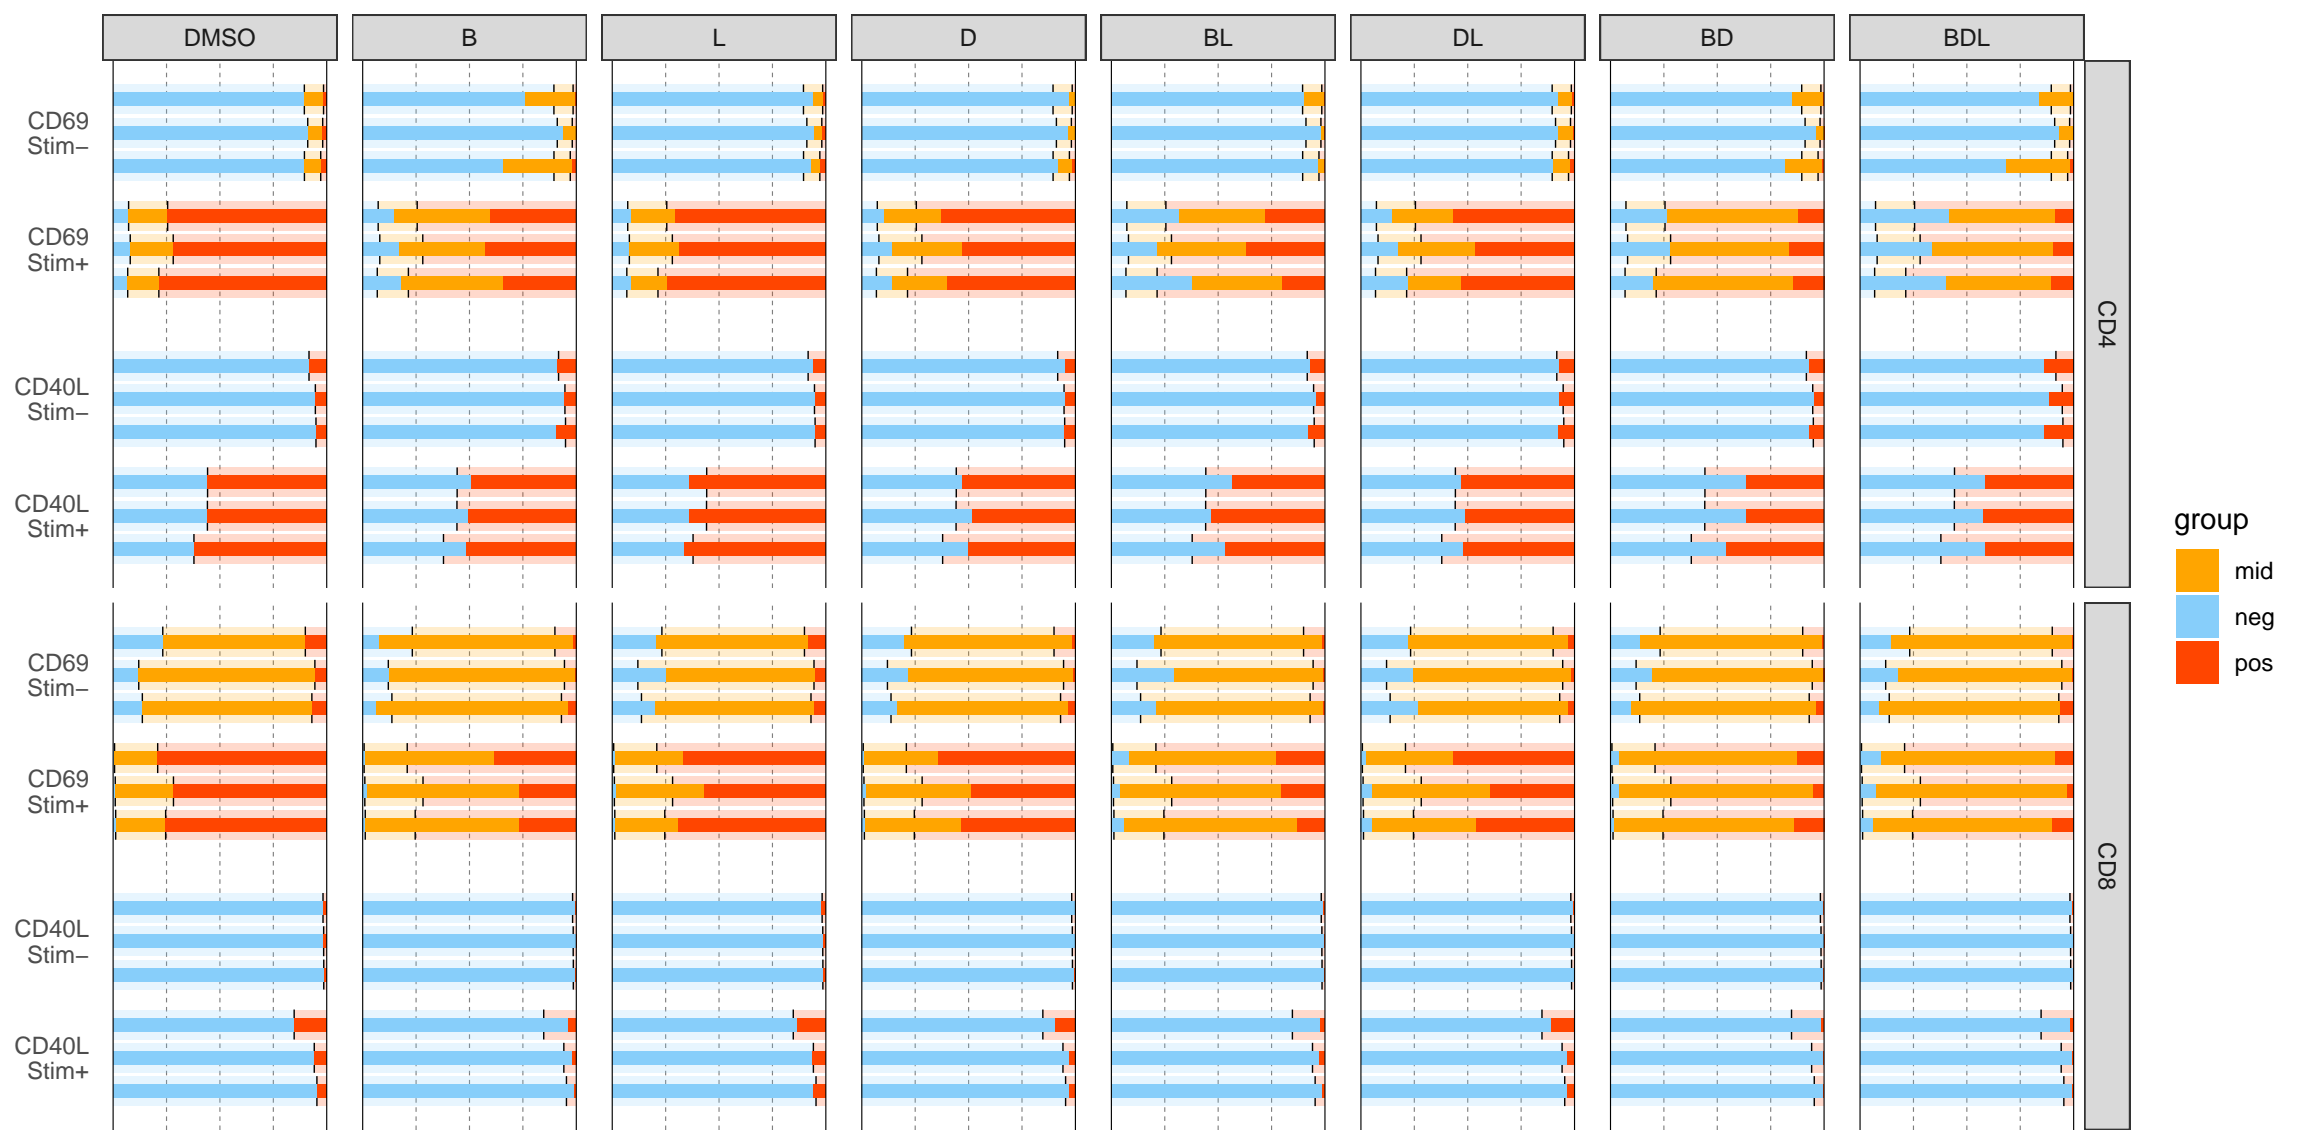 DMSO
B
L
D
BL
DL
BD
BDL
CD69
Stim−
CD69
Stim+
CD40L
Stim−
CD40L
Stim+
CD4
CD69
Stim−
CD69
Stim+
CD40L
Stim−
CD40L
Stim+
CD8
group
mid
neg
pos